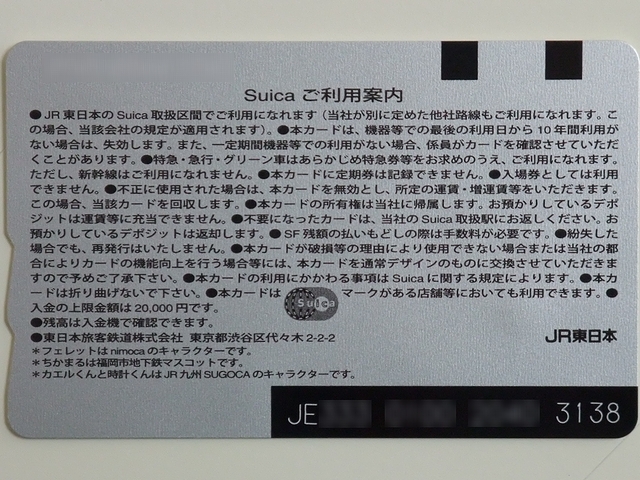 Suica ご利用案内
●JR東日本のSuica取扱区間でご利用になれます（当社が別に定めた他社路線もご利用になれます。こ
の場合、当該会社の規定が適用されます）。●本カードは、機器等での最後の利用日から10年間利用が
ない場合は、失効します。また、一定期間機器等での利用がない場合、係員がカードを確認させていただ
くことがあります。●特急・急行・グリーン車はあらかじめ特急券等をお求めのうえ、ご利用になれます。
ただし、新幹線はご利用になれません。●本カードに定期券は記録できません。●入場券としては利用
できません。●不正に使用された場合は、本カードを無効とし、所定の運賃・増運賃等をいただきます。
この場合、当該カードを回収します。●本カードの所有権は当社に帰属します。お預かりしているデポ
ジットは運賃等に充当できません。●不要になったカードは、当社のSuica取扱駅にお返しください。お
預かりしているデポジットは返却します。●SF残額の払いもどしの際は手数料が必要です。●紛失した
場合でも、再発行はいたしません。●本カードが破損等の理由により使用できない場合または当社の都
合によりカードの機能向上を行う場合等には、本カードを通常デザインのものに交換させていただきま
すので予めご了承下さい。●本カードの利用にかかわる事項はSuicaに関する規定によります。●本カ
ードは折り曲げないで下さい。●本カードは Suica マークがある店舗等においても利用できます。●
入金の上限金額は20,000円です。
●残高は入金機で確認できます。
●東日本旅客鉄道株式会社 東京都渋谷区代々木2-2-2
JR東日本
＊フェレットはnimocaのキャラクターです。
＊ちかまるは福岡市地下鉄マスコットです。
＊カエルくんと時計くんはJR九州SUGOCAのキャラクターです。
JE 3138